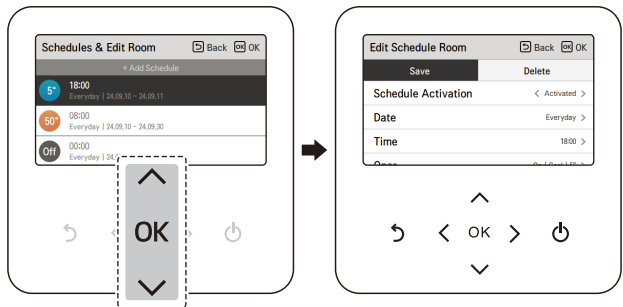 Schedules & Edit Room Back OK OK
+ Add Schedule
5° 18:00
Everyday | 24.09.10 ~ 24.09.11
50° 08:00
Everyday | 24.09.10 ~ 24.09.30
Off 00:00
Everyday
OK
Edit Schedule Room Back OK OK
Save Delete
Schedule Activation < Activated >
Date Everyday >
Time 18:00 >
OK